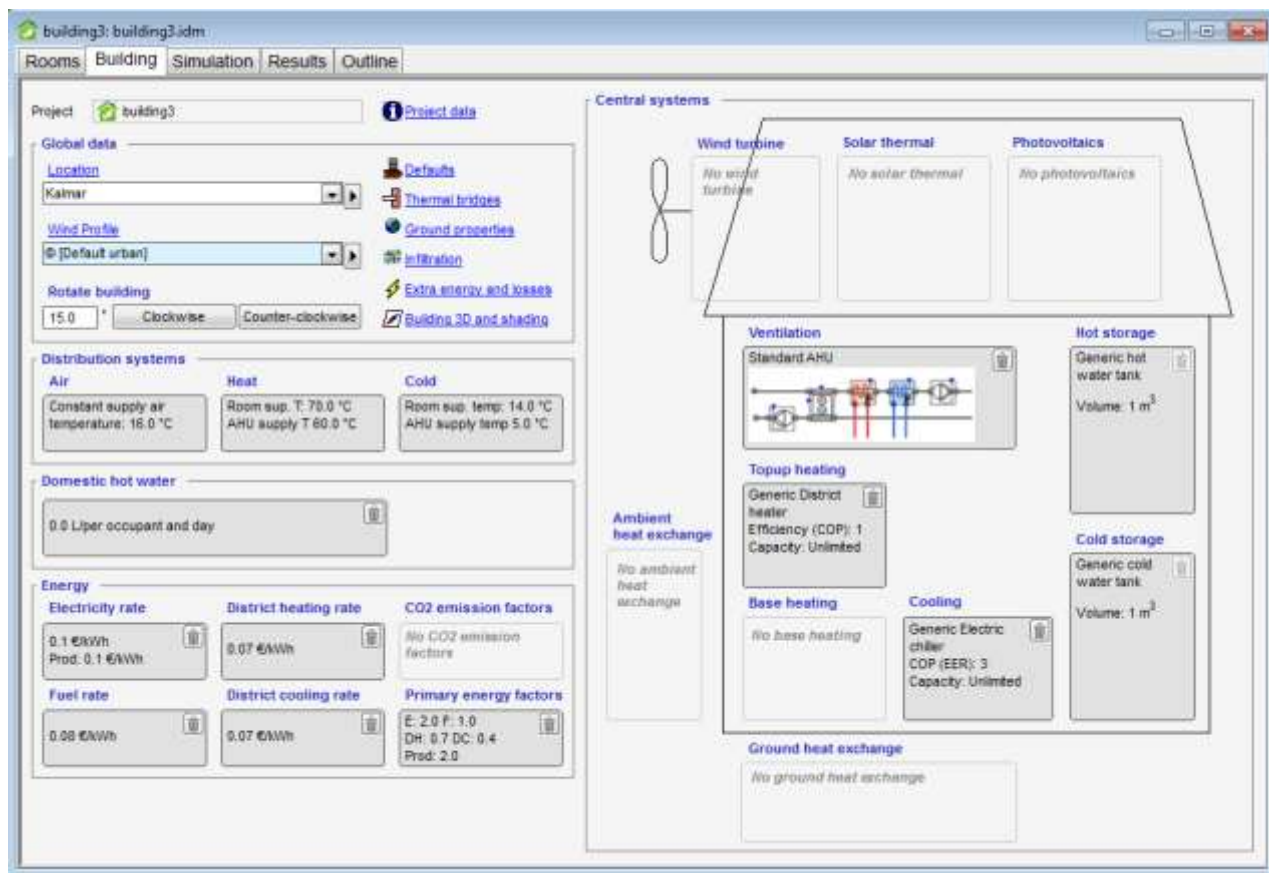 building3: building3.idm
Rooms Building Simulation Results Outline
Project building3 Project data
Global data
Location
Kalmar
Wind Profile
© [Default urban]
Rotate building
15.0 ° Clockwise Counter-clockwise
Defaults
Thermal bridges
Ground properties
Infiltration
Extra energy and losses
Building 3D and shading
Distribution systems
Air
Constant supply air
temperature: 16.0 °C
Heat
Room sup. T: 70.0 °C
AHU supply T 60.0 °C
Cold
Room sup. temp: 14.0 °C
AHU supply temp 5.0 °C
Domestic hot water
0.0 L/per occupant and day
Energy
Electricity rate
0.1 €/kWh
Prod: 0.1 €/kWh
District heating rate
0.07 €/kWh
CO2 emission factors
No CO2 emission
factors
Fuel rate
0.08 €/kWh
District cooling rate
0.07 €/kWh
Primary energy factors
E: 2.0 F: 1.0
DH: 0.7 DC: 0.4
Prod: 2.0
Central systems
Wind turbine
No wind
turbine
Solar thermal
No solar thermal
Photovoltaics
No photovoltaics
Ventilation
Standard AHU
Hot storage
Generic hot
water tank
Volume: 1 m³
Topup heating
Generic District
heater
Efficiency (COP): 1
Capacity: Unlimited
Ambient
heat exchange
No ambient
heat
exchange
Cold storage
Generic cold
water tank
Volume: 1 m³
Base heating
No base heating
Cooling
Generic Electric
chiller
COP (EER): 3
Capacity: Unlimited
Ground heat exchange
No ground heat exchange